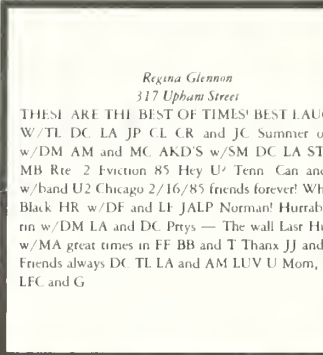 Regina Glennon
317 Upham Street
THESE ARE THE BEST OF TIMES! BEST LAU
W/TL DC LA JP CL CR and JC Summer o
w/DM AM and MC AKD'S w/SM DC LA ST
MB Rte 2 Eviction 85 Hey U2 Tenn Can and
w/band U2 Chicago 2/16/85 friends forever! Wh
Black HR w/DF and LF JALP Norman! Hurrah
rin w/DM LA and DC Prtys — The wall Last Hu
w/MA great times in FF BB and T Thanx JJ and
Friends always DC TL LA and AM LUV U Mom,
LFC and G